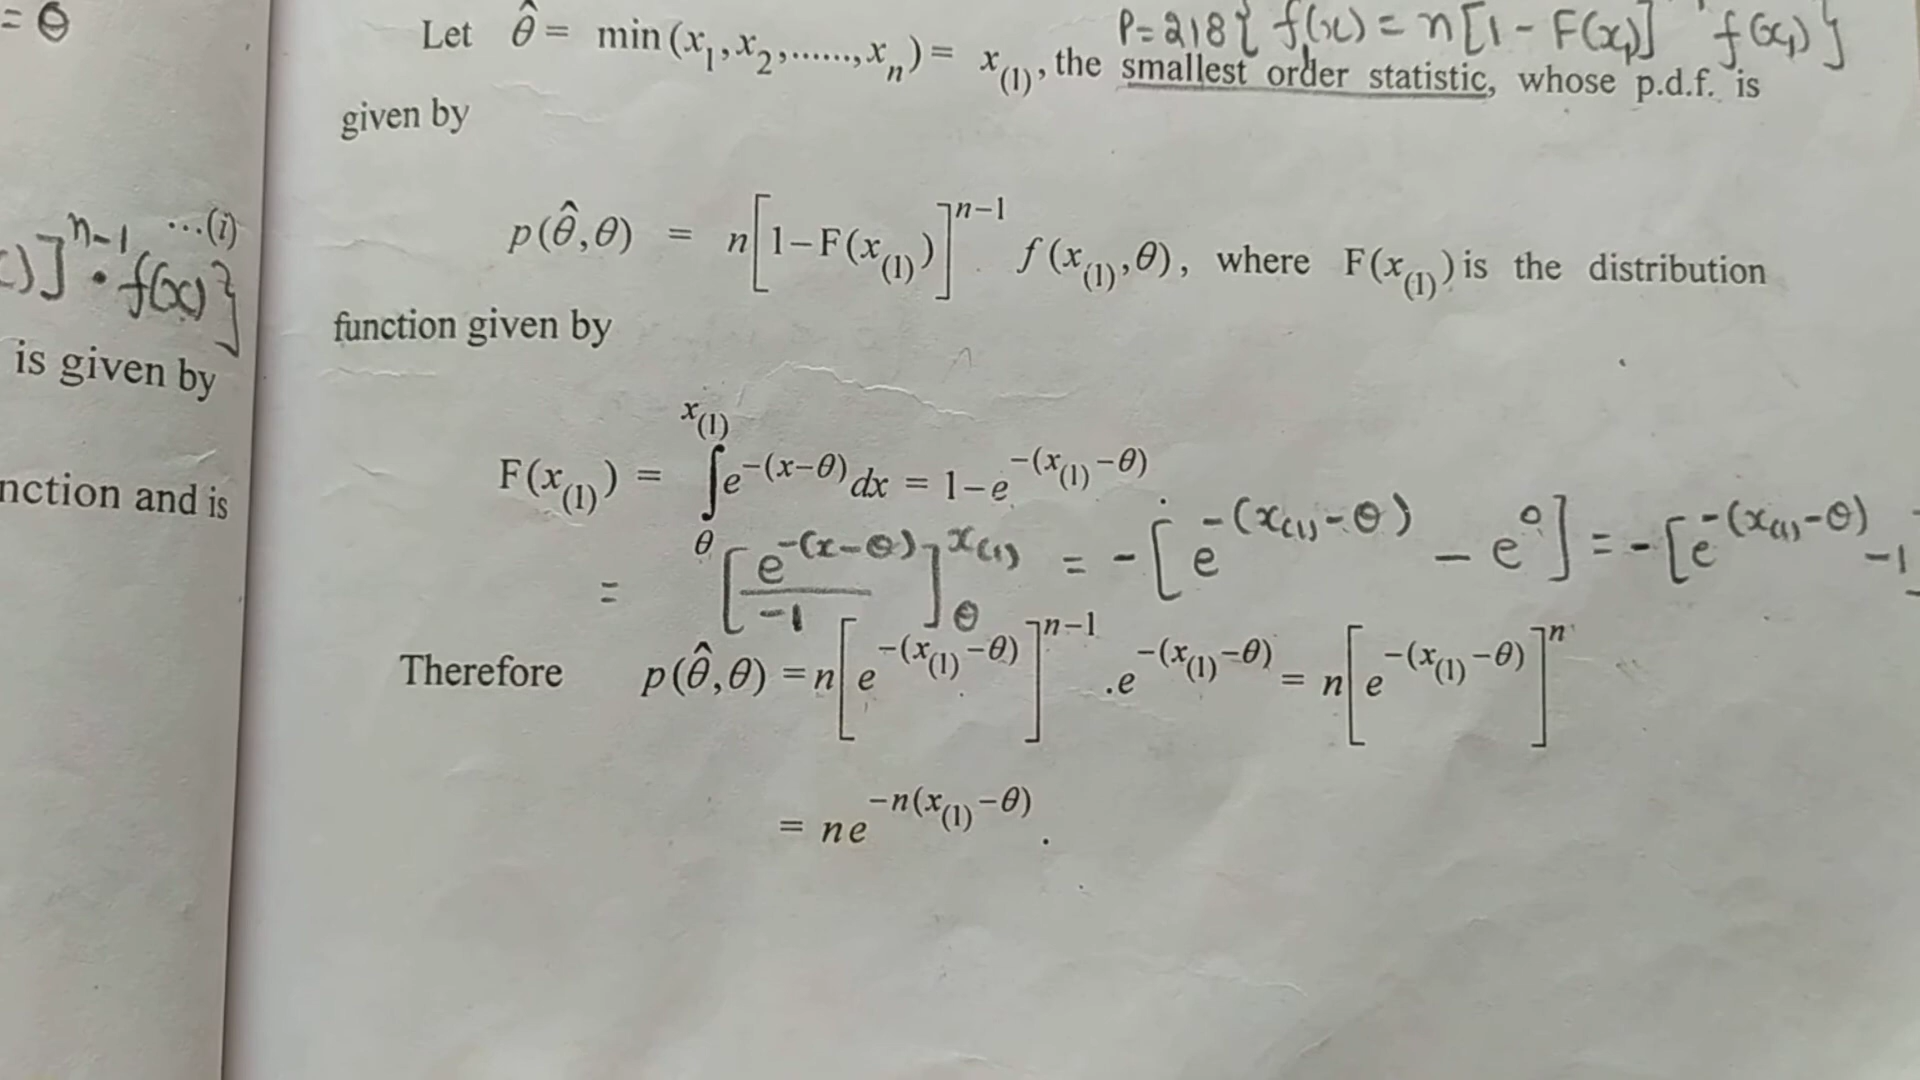 = θ
...(i)
)]ⁿ⁻¹ · f(x)}
is given by
nction and is
P=218{ f(x) = n[1 - F(x₁)] ' f(x₁)}
Let θ̂ = min(x₁, x₂, ......, xₙ) = x₍₁₎, the smallest order statistic, whose p.d.f. is
given by
p(θ̂,θ) = n[1−F(x₍₁₎)]ⁿ⁻¹ f(x₍₁₎,θ), where F(x₍₁₎) is the distribution
function given by
F(x₍₁₎) = ∫_θ^{x₍₁₎} e^{−(x−θ)} dx = 1−e^{−(x₍₁₎−θ)}.
= [e^{-(x-θ)}/-1]_θ^{x₍₁₎} = -[e^{-(x₍₁₎-θ)} - e⁰] = -[e^{-(x₍₁₎-θ)} -1]
Therefore p(θ̂,θ) = n[e^{−(x₍₁₎−θ)}]ⁿ⁻¹ .e^{−(x₍₁₎−θ)} = n[e^{−(x₍₁₎−θ)}]ⁿ
= ne^{−n(x₍₁₎−θ)}.